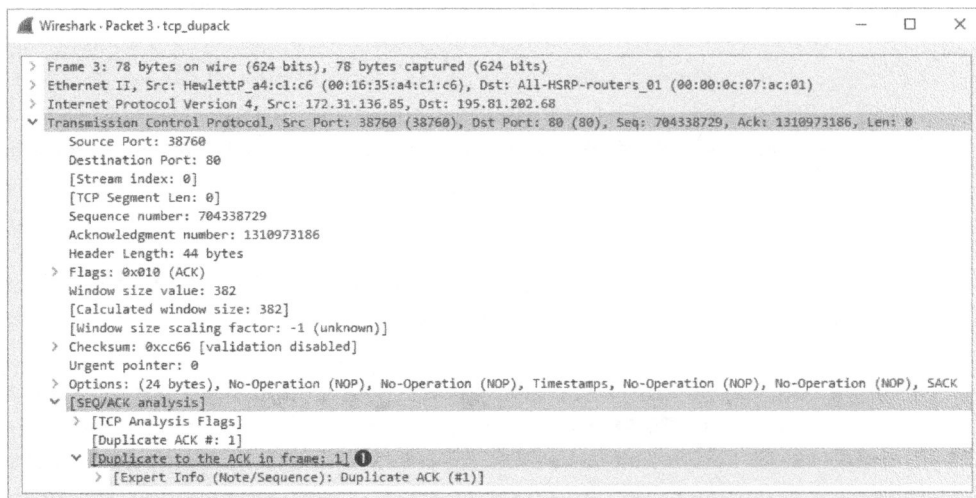 Wireshark · Packet 3 · tcp_dupack
> Frame 3: 78 bytes on wire (624 bits), 78 bytes captured (624 bits)
> Ethernet II, Src: HewlettP_a4:c1:c6 (00:16:35:a4:c1:c6), Dst: All-HSRP-routers_01 (00:00:0c:07:ac:01)
> Internet Protocol Version 4, Src: 172.31.136.85, Dst: 195.81.202.68
Transmission Control Protocol, Src Port: 38760 (38760), Dst Port: 80 (80), Seq: 704338729, Ack: 1310973186, Len: 0
Source Port: 38760
Destination Port: 80
[Stream index: 0]
[TCP Segment Len: 0]
Sequence number: 704338729
Acknowledgment number: 1310973186
Header Length: 44 bytes
> Flags: 0x010 (ACK)
Window size value: 382
[Calculated window size: 382]
[Window size scaling factor: -1 (unknown)]
> Checksum: 0xcc66 [validation disabled]
Urgent pointer: 0
> Options: (24 bytes), No-Operation (NOP), No-Operation (NOP), Timestamps, No-Operation (NOP), No-Operation (NOP), SACK
[SEQ/ACK analysis]
> [TCP Analysis Flags]
[Duplicate ACK #: 1]
[Duplicate to the ACK in frame: 1] ❶
> [Expert Info (Note/Sequence): Duplicate ACK (#1)]